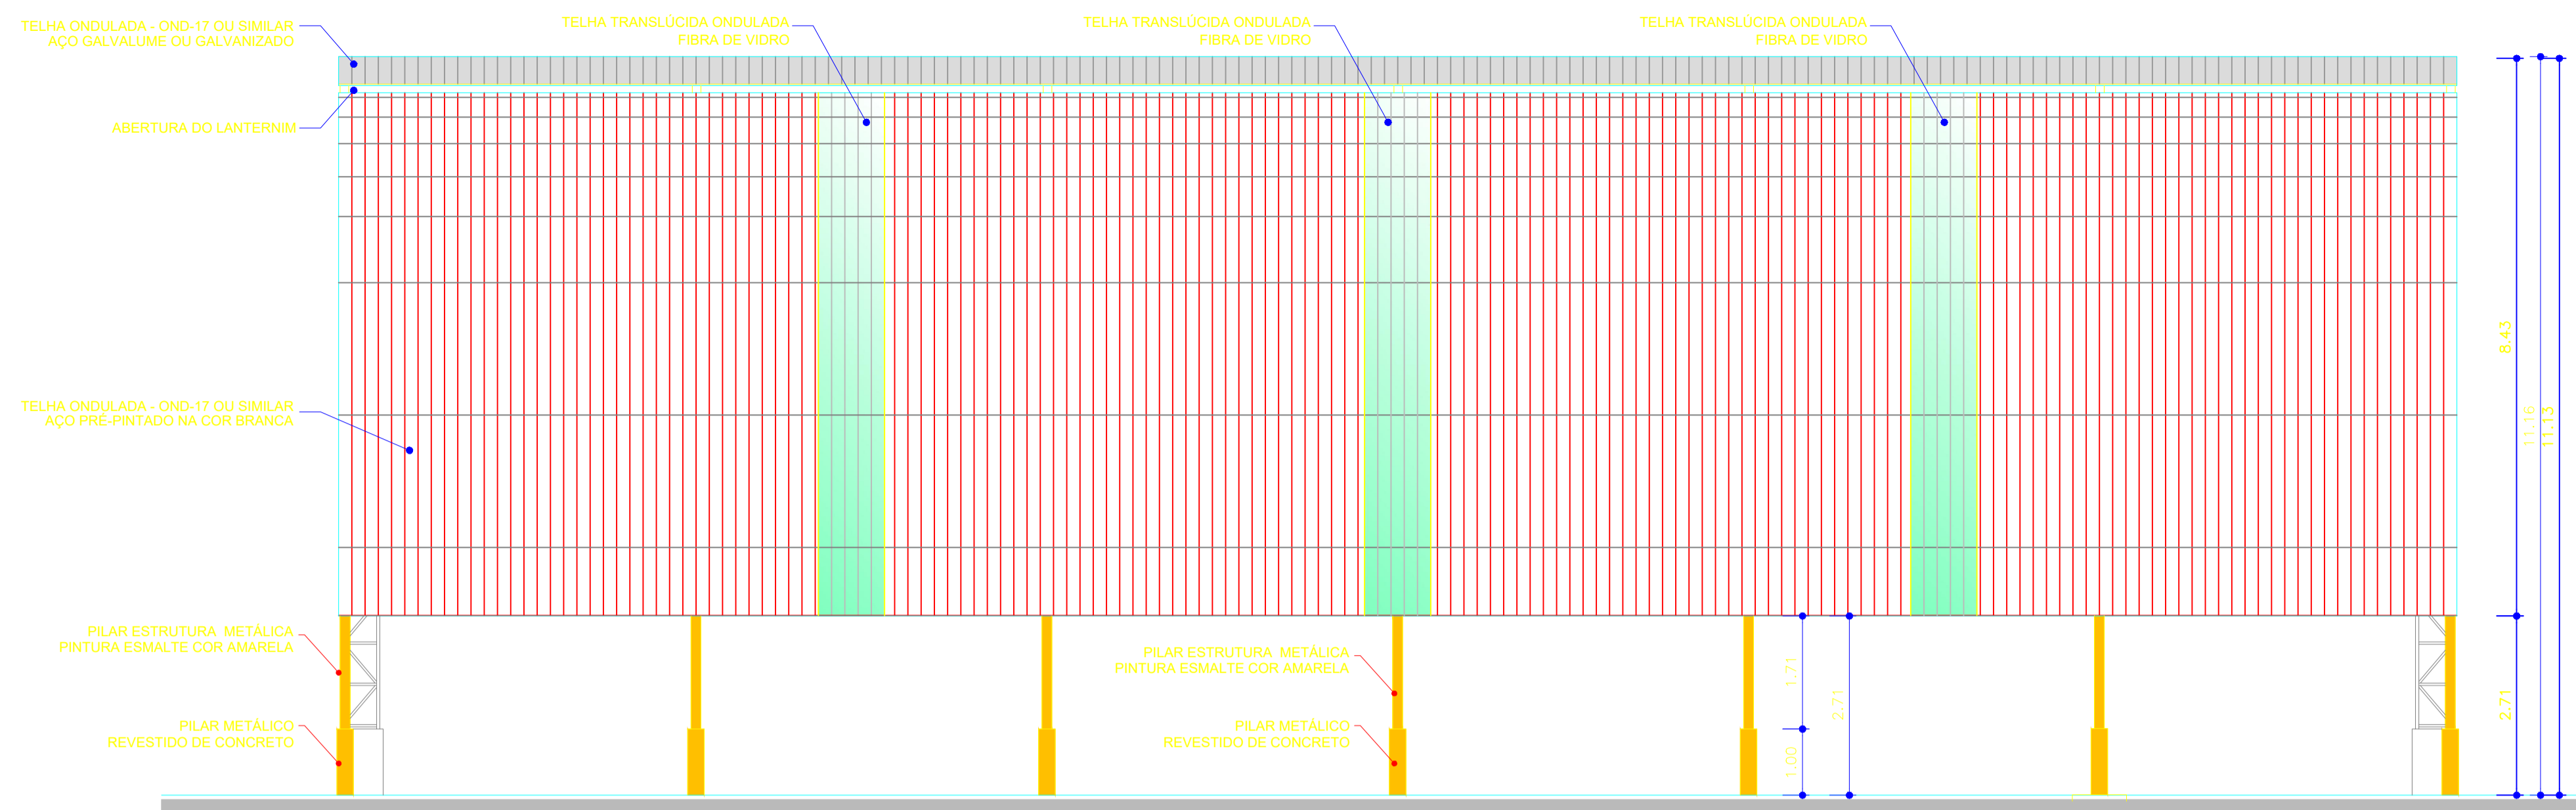 TELHA ONDULADA - OND-17 OU SIMILAR
AÇO GALVALUME OU GALVANIZADO
TELHA TRANSLÚCIDA ONDULADA
FIBRA DE VIDRO
TELHA TRANSLÚCIDA ONDULADA
FIBRA DE VIDRO
TELHA TRANSLÚCIDA ONDULADA
FIBRA DE VIDRO
ABERTURA DO LANTERNIM
8.43
11.16
11.13
TELHA ONDULADA - OND-17 OU SIMILAR
AÇO PRÉ-PINTADO NA COR BRANCA
PILAR ESTRUTURA METÁLICA
PINTURA ESMALTE COR AMARELA
PILAR ESTRUTURA METÁLICA
PINTURA ESMALTE COR AMARELA
1.71
2.71
2.71
PILAR METÁLICO
REVESTIDO DE CONCRETO
PILAR METÁLICO
REVESTIDO DE CONCRETO
1.00